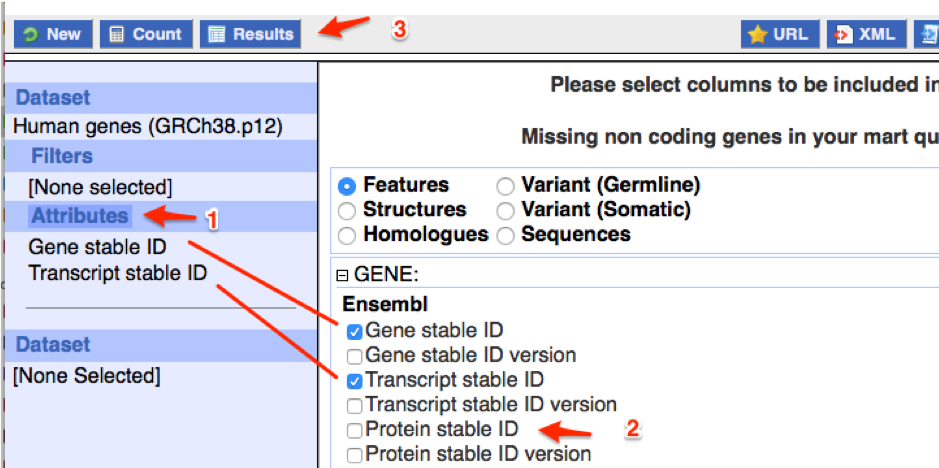 New Count Results 3 URL XML
Please select columns to be included in
Missing non coding genes in your mart qu
Dataset
Human genes (GRCh38.p12)
Filters
[None selected]
Attributes 1
Gene stable ID
Transcript stable ID
Dataset
[None Selected]
Features Variant (Germline)
Structures Variant (Somatic)
Homologues Sequences
GENE:
Ensembl
Gene stable ID
Gene stable ID version
Transcript stable ID
Transcript stable ID version
Protein stable ID 2
Protein stable ID version